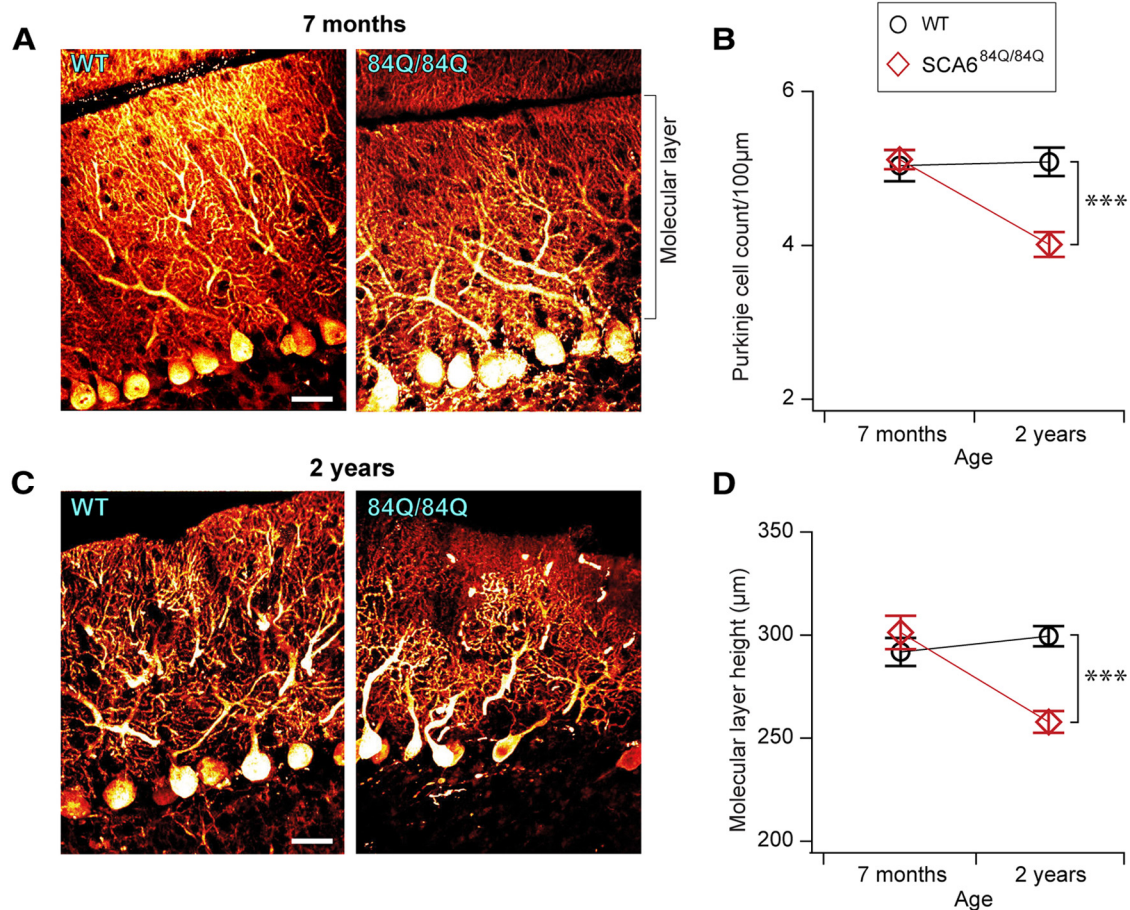 A
7 months
WT
84Q/84Q
Molecular layer
B
WT
SCA6^84Q/84Q
6
4
2
Purkinje cell count/100µm
***
7 months
2 years
Age
C
2 years
WT
84Q/84Q
D
350
300
250
200
Molecular layer height (µm)
***
7 months
2 years
Age